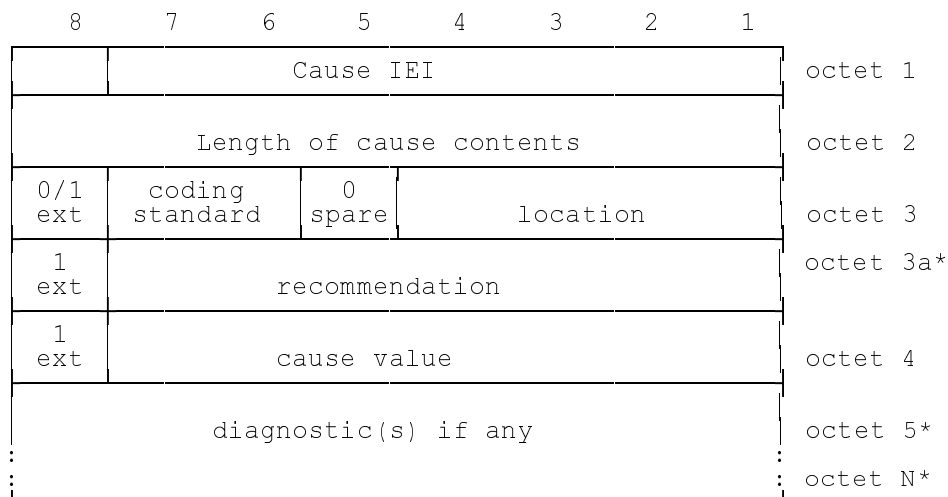 8 7 6 5 4 3 2 1
Cause IEI octet 1
Length of cause contents octet 2
0/1 coding 0
ext standard spare location octet 3
1 octet 3a*
ext recommendation
1
ext cause value octet 4
diagnostic(s) if any octet 5*
: :
: : octet N*